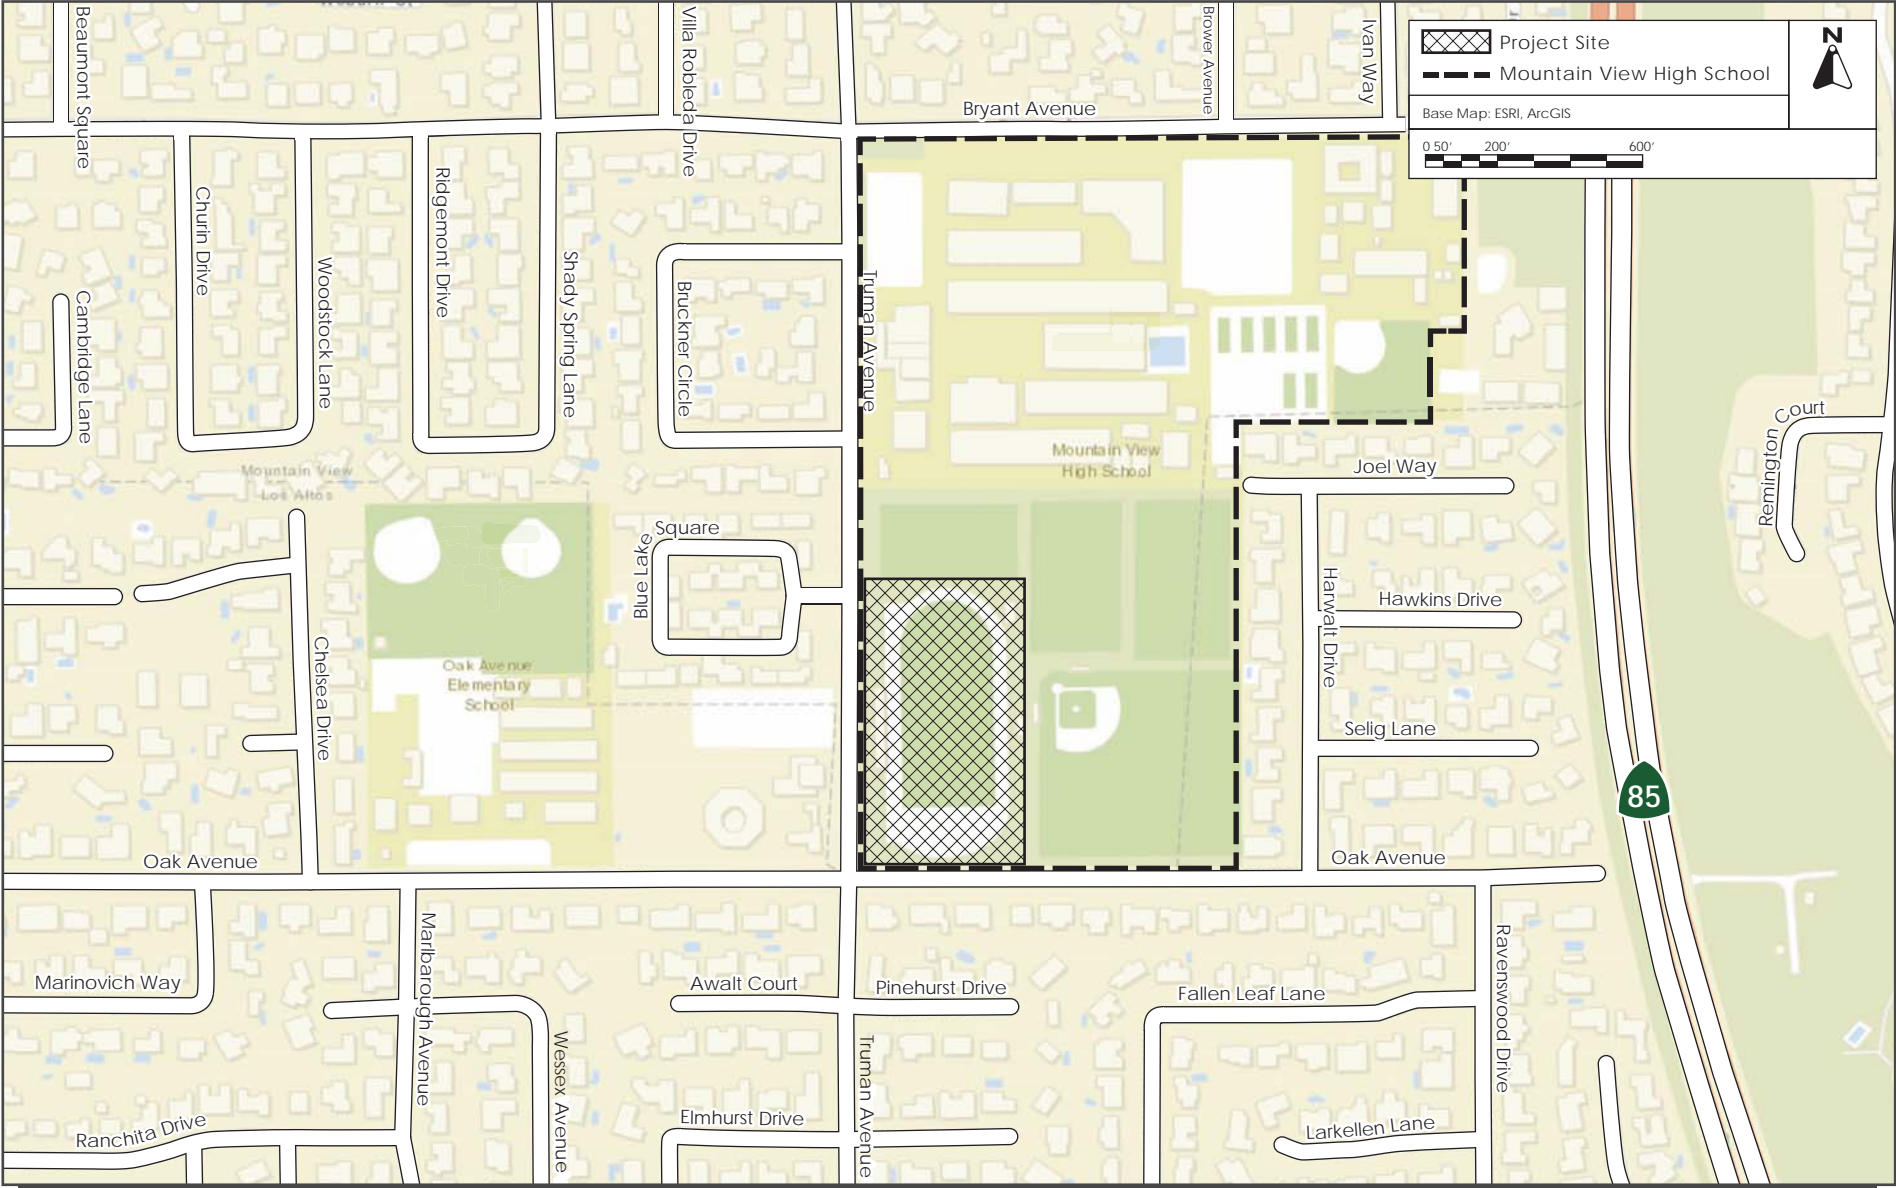 Beaumont Square
Villa Robleda Drive
Brower Avenue
Ivan Way
Project Site
Mountain View High School
N
Base Map: ESRI, ArcGIS
0 50' 200' 600'
Bryant Avenue
Churin Drive
Woodstock Lane
Ridgemont Drive
Shady Spring Lane
Bruckner Circle
Truman Avenue
Cambridge Lane
Mountain View
Los Altos
Mountain View
High School
Joel Way
Remington Court
Blue Lake Square
Harwalt Drive
Hawkins Drive
Chelsea Drive
Oak Avenue
Elementary
School
Selig Lane
85
Oak Avenue
Oak Avenue
Marlbarough Avenue
Ravenswood Drive
Marinovich Way
Awalt Court
Pinehurst Drive
Fallen Leaf Lane
Wessex Avenue
Truman Avenue
Ranchita Drive
Elmhurst Drive
Larkellen Lane